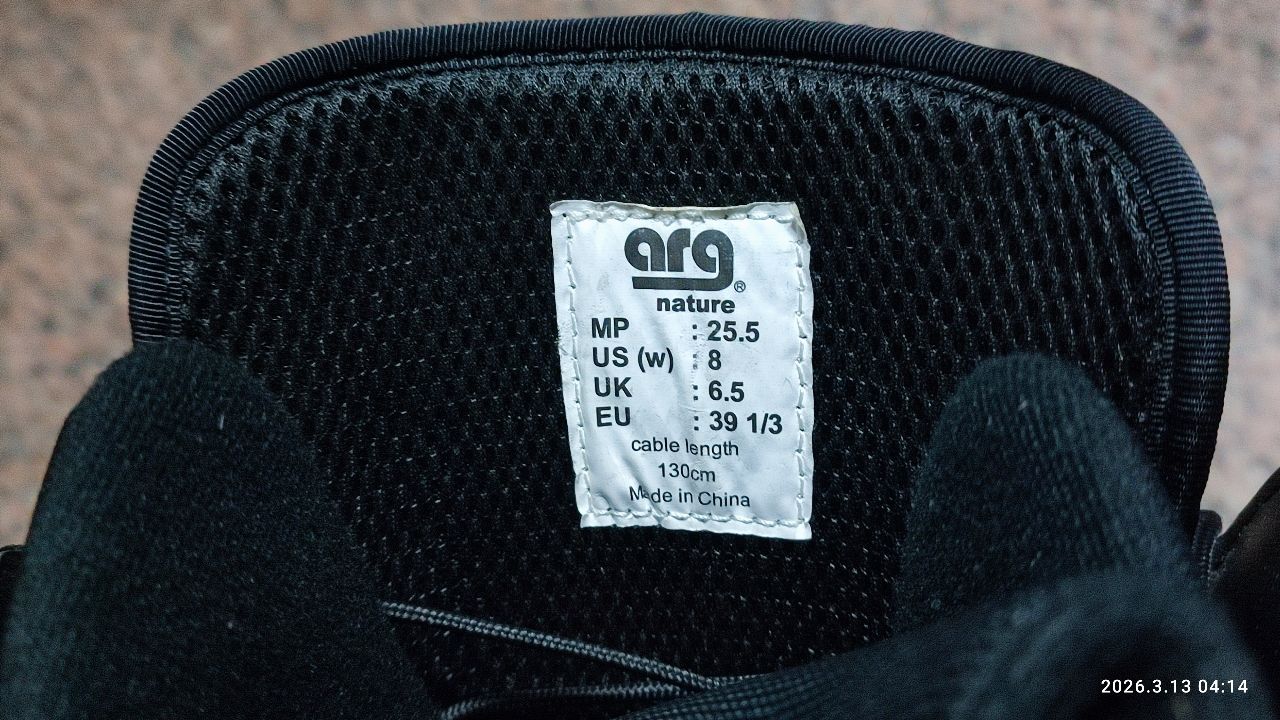 arg®
nature
MP : 25.5
US (w) : 8
UK : 6.5
EU : 39 1/3
cable length
130cm
Made in China
2026.3.13 04:14